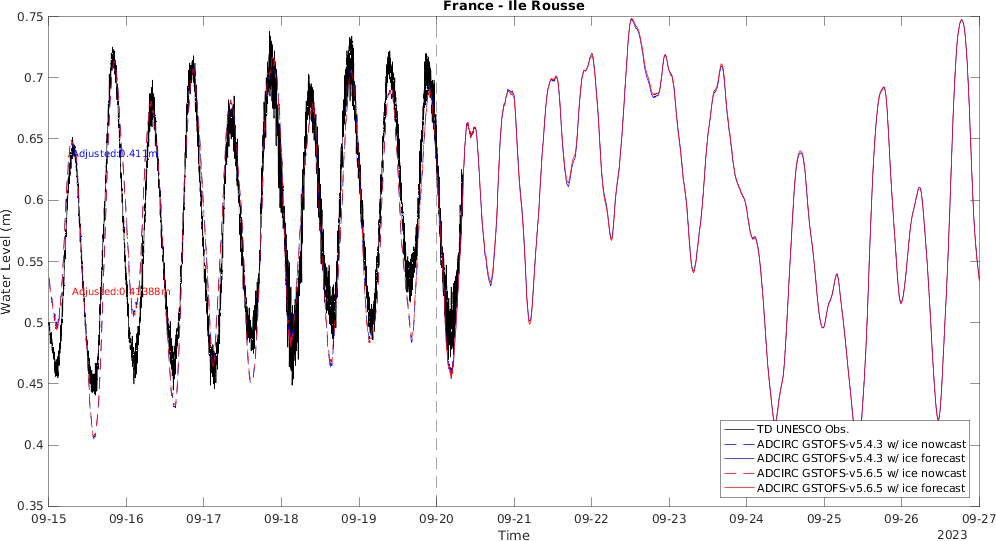 France - Ile Rousse
Water Level (m)
0.75
0.7
0.65
0.6
0.55
0.5
0.45
0.4
0.35
Adjusted:0.411m
Adjusted:0.41388m
TD UNESCO Obs.
ADCIRC GSTOFS-v5.4.3 w/ ice nowcast
ADCIRC GSTOFS-v5.4.3 w/ ice forecast
ADCIRC GSTOFS-v5.6.5 w/ ice nowcast
ADCIRC GSTOFS-v5.6.5 w/ ice forecast
09-15 09-16 09-17 09-18 09-19 09-20 09-21 09-22 09-23 09-24 09-25 09-26 09-27
Time
2023